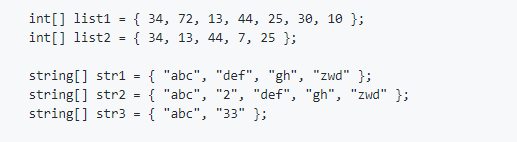 int[] list1 = { 34, 72, 13, 44, 25, 30, 10 };
int[] list2 = { 34, 13, 44, 7, 25 };
string[] str1 = { "abc", "def", "gh", "zwd" };
string[] str2 = { "abc", "2", "def", "gh", "zwd" };
string[] str3 = { "abc", "33" };